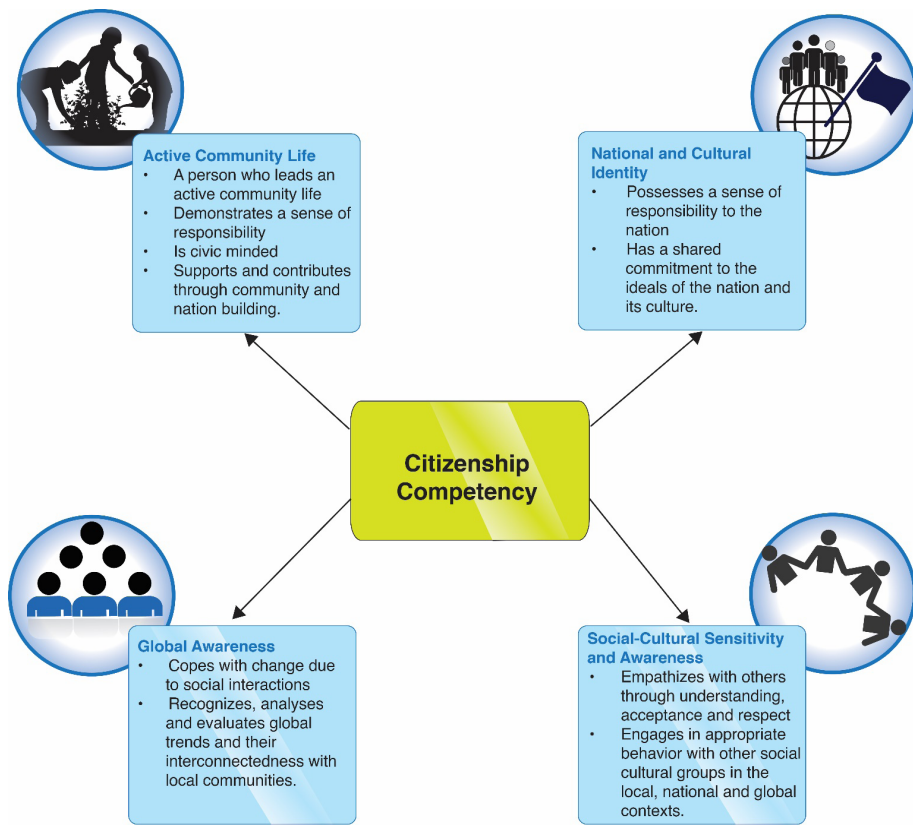 Active Community Life
• A person who leads an
active community life
• Demonstrates a sense of
responsibility
• Is civic minded
• Supports and contributes
through community and
nation building.
National and Cultural
Identity
• Possesses a sense of
responsibility to the
nation
• Has a shared
commitment to the
ideals of the nation and
its culture.
Citizenship
Competency
Global Awareness
• Copes with change due
to social interactions
• Recognizes, analyses
and evaluates global
trends and their
interconnectedness with
local communities.
Social-Cultural Sensitivity
and Awareness
• Empathizes with others
through understanding,
acceptance and respect
• Engages in appropriate
behavior with other social
cultural groups in the
local, national and global
contexts.